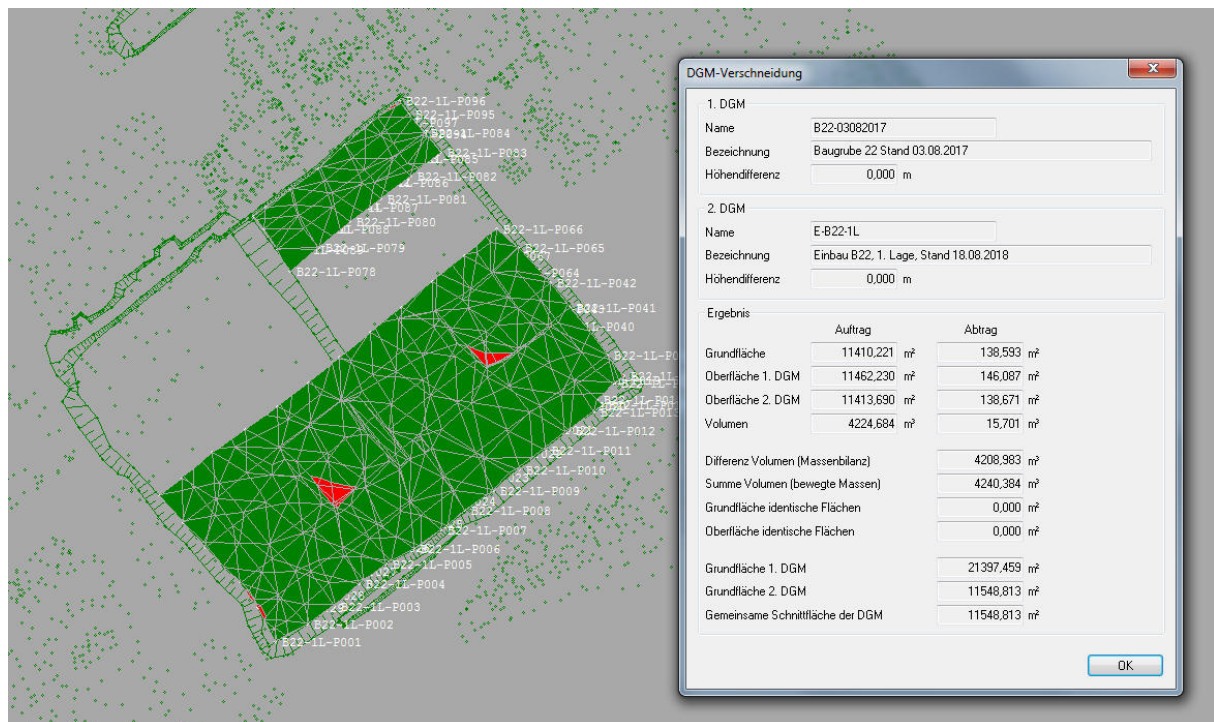 B22-1L-P096
B22-1L-P095
B22-1L-P084
B22-1L-P083
B22-1L-P082
B22-1L-P081
B22-1L-P080
B22-1L-P079
B22-1L-P078
B22-1L-P066
B22-1L-P065
B22-1L-P042
B22-1L-P012
B22-1L-P011
B22-1L-P010
B22-1L-P009
B22-1L-P008
B22-1L-P007
B22-1L-P006
B22-1L-P005
B22-1L-P004
B22-1L-P003
B22-1L-P002
B22-1L-P001
DGM-Verschneidung
1. DGM
Name B22-03082017
Bezeichnung Baugrube 22 Stand 03.08.2017
Höhendifferenz 0,000 m
2. DGM
Name E-B22-1L
Bezeichnung Einbau B22, 1. Lage, Stand 18.08.2018
Höhendifferenz 0,000 m
Ergebnis
Auftrag Abtrag
Grundfläche 11410,221 m² 138,593 m²
Oberfläche 1. DGM 11462,230 m² 146,087 m²
Oberfläche 2. DGM 11413,690 m² 138,671 m²
Volumen 4224,684 m³ 15,701 m³
Differenz Volumen (Massenbilanz) 4208,983 m³
Summe Volumen (bewegte Massen) 4240,384 m³
Grundfläche identische Flächen 0,000 m²
Oberfläche identische Flächen 0,000 m²
Grundfläche 1. DGM 21397,459 m²
Grundfläche 2. DGM 11548,813 m²
Gemeinsame Schnittfläche der DGM 11548,813 m²
OK